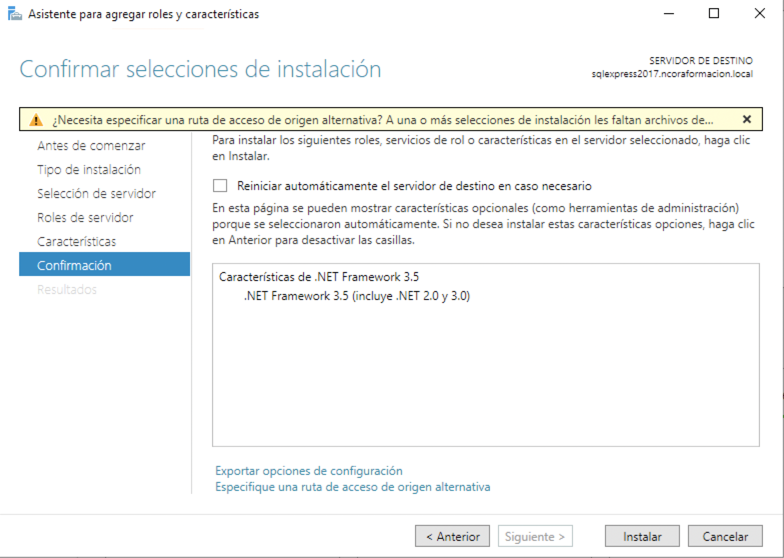 Asistente para agregar roles y características
Confirmar selecciones de instalación
SERVIDOR DE DESTINO
sqlexpress2017.ncoraformacion.local
¿Necesita especificar una ruta de acceso de origen alternativa? A una o más selecciones de instalación les faltan archivos de...
Antes de comenzar
Tipo de instalación
Selección de servidor
Roles de servidor
Características
Confirmación
Resultados
Para instalar los siguientes roles, servicios de rol o características en el servidor seleccionado, haga clic
en Instalar.
Reiniciar automáticamente el servidor de destino en caso necesario
En esta página se pueden mostrar características opcionales (como herramientas de administración)
porque se seleccionaron automáticamente. Si no desea instalar estas características opciones, haga clic
en Anterior para desactivar las casillas.
Características de .NET Framework 3.5
.NET Framework 3.5 (incluye .NET 2.0 y 3.0)
Exportar opciones de configuración
Especifique una ruta de acceso de origen alternativa
< Anterior
Siguiente >
Instalar
Cancelar